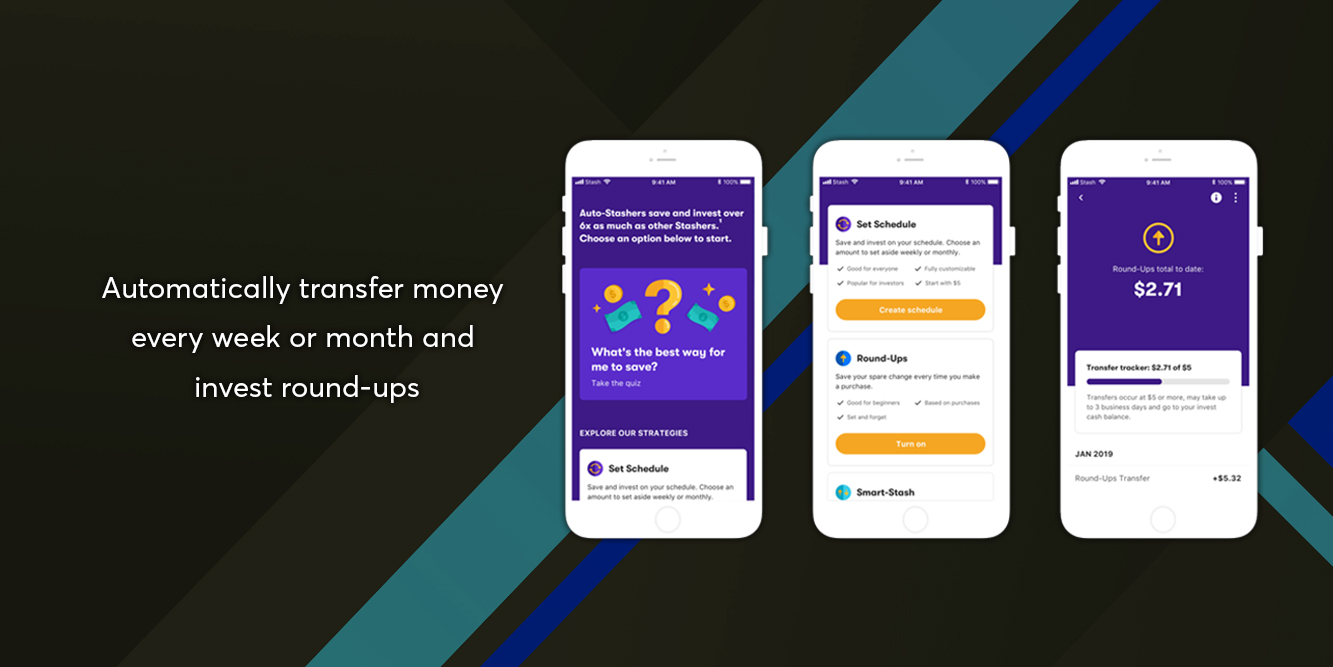 Automatically transfer money
every week or month and
invest round-ups
Stash 9:41 AM 100%
Auto-Stashers save and invest over
6x as much as other Stashers.¹
Choose an option below to start.
?
What's the best way for
me to save?
Take the quiz
EXPLORE OUR STRATEGIES
Set Schedule
Save and invest on your schedule. Choose an
amount to set aside weekly or monthly.
Stash 9:41 AM 100%
Set Schedule
Save and invest on your schedule. Choose an
amount to set aside weekly or monthly.
Good for everyone Fully customizable
Popular for investors Start with $5
Create schedule
Round-Ups
Save your spare change every time you make
a purchase.
Good for beginners Based on purchases
Set and forget
Turn on
Smart-Stash
Stash 9:41 AM 100%
Round-Ups total to date:
$2.71
Transfer tracker: $2.71 of $5
Transfers occur at $5 or more, may take up
to 3 business days and go to your invest
cash balance.
JAN 2019
Round-Ups Transfer +$5.32